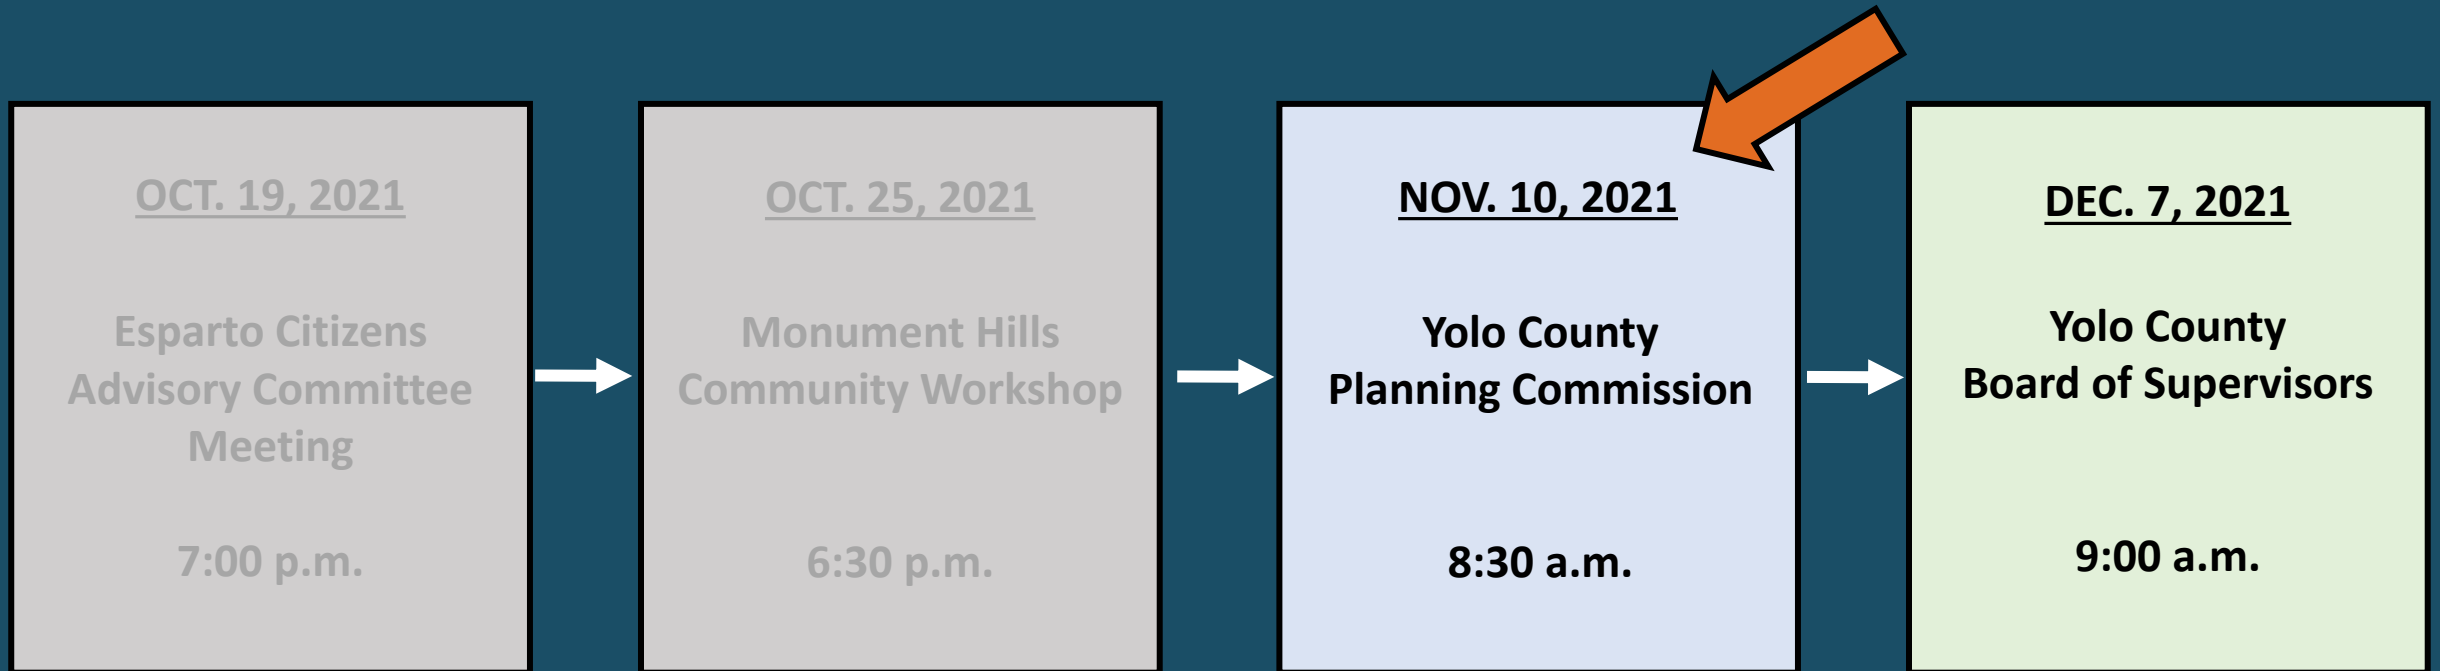 OCT. 19, 2021
Esparto Citizens
Advisory Committee
Meeting
7:00 p.m.
OCT. 25, 2021
Monument Hills
Community Workshop
6:30 p.m.
NOV. 10, 2021
Yolo County
Planning Commission
8:30 a.m.
DEC. 7, 2021
Yolo County
Board of Supervisors
9:00 a.m.